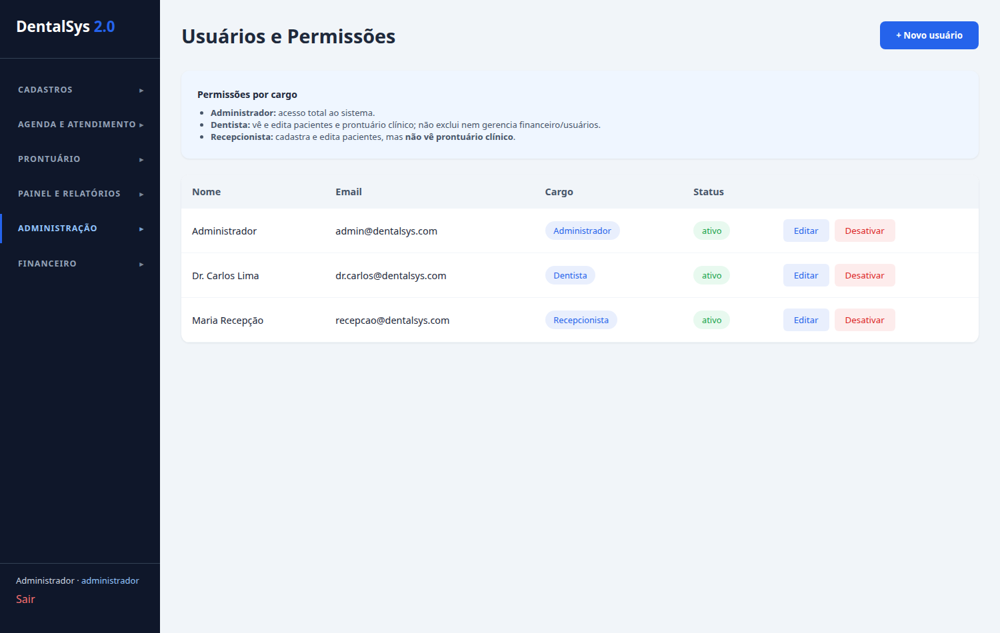 DentalSys 2.0
CADASTROS ▸
AGENDA E ATENDIMENTO ▸
PRONTUÁRIO ▸
PAINEL E RELATÓRIOS ▸
ADMINISTRAÇÃO ▸
FINANCEIRO ▸
Administrador · administrador
Sair
Usuários e Permissões
+ Novo usuário
Permissões por cargo
• Administrador: acesso total ao sistema.
• Dentista: vê e edita pacientes e prontuário clínico; não exclui nem gerencia financeiro/usuários.
• Recepcionista: cadastra e edita pacientes, mas não vê prontuário clínico.
Nome Email Cargo Status
Administrador admin@dentalsys.com Administrador ativo Editar Desativar
Dr. Carlos Lima dr.carlos@dentalsys.com Dentista ativo Editar Desativar
Maria Recepção recepcao@dentalsys.com Recepcionista ativo Editar Desativar